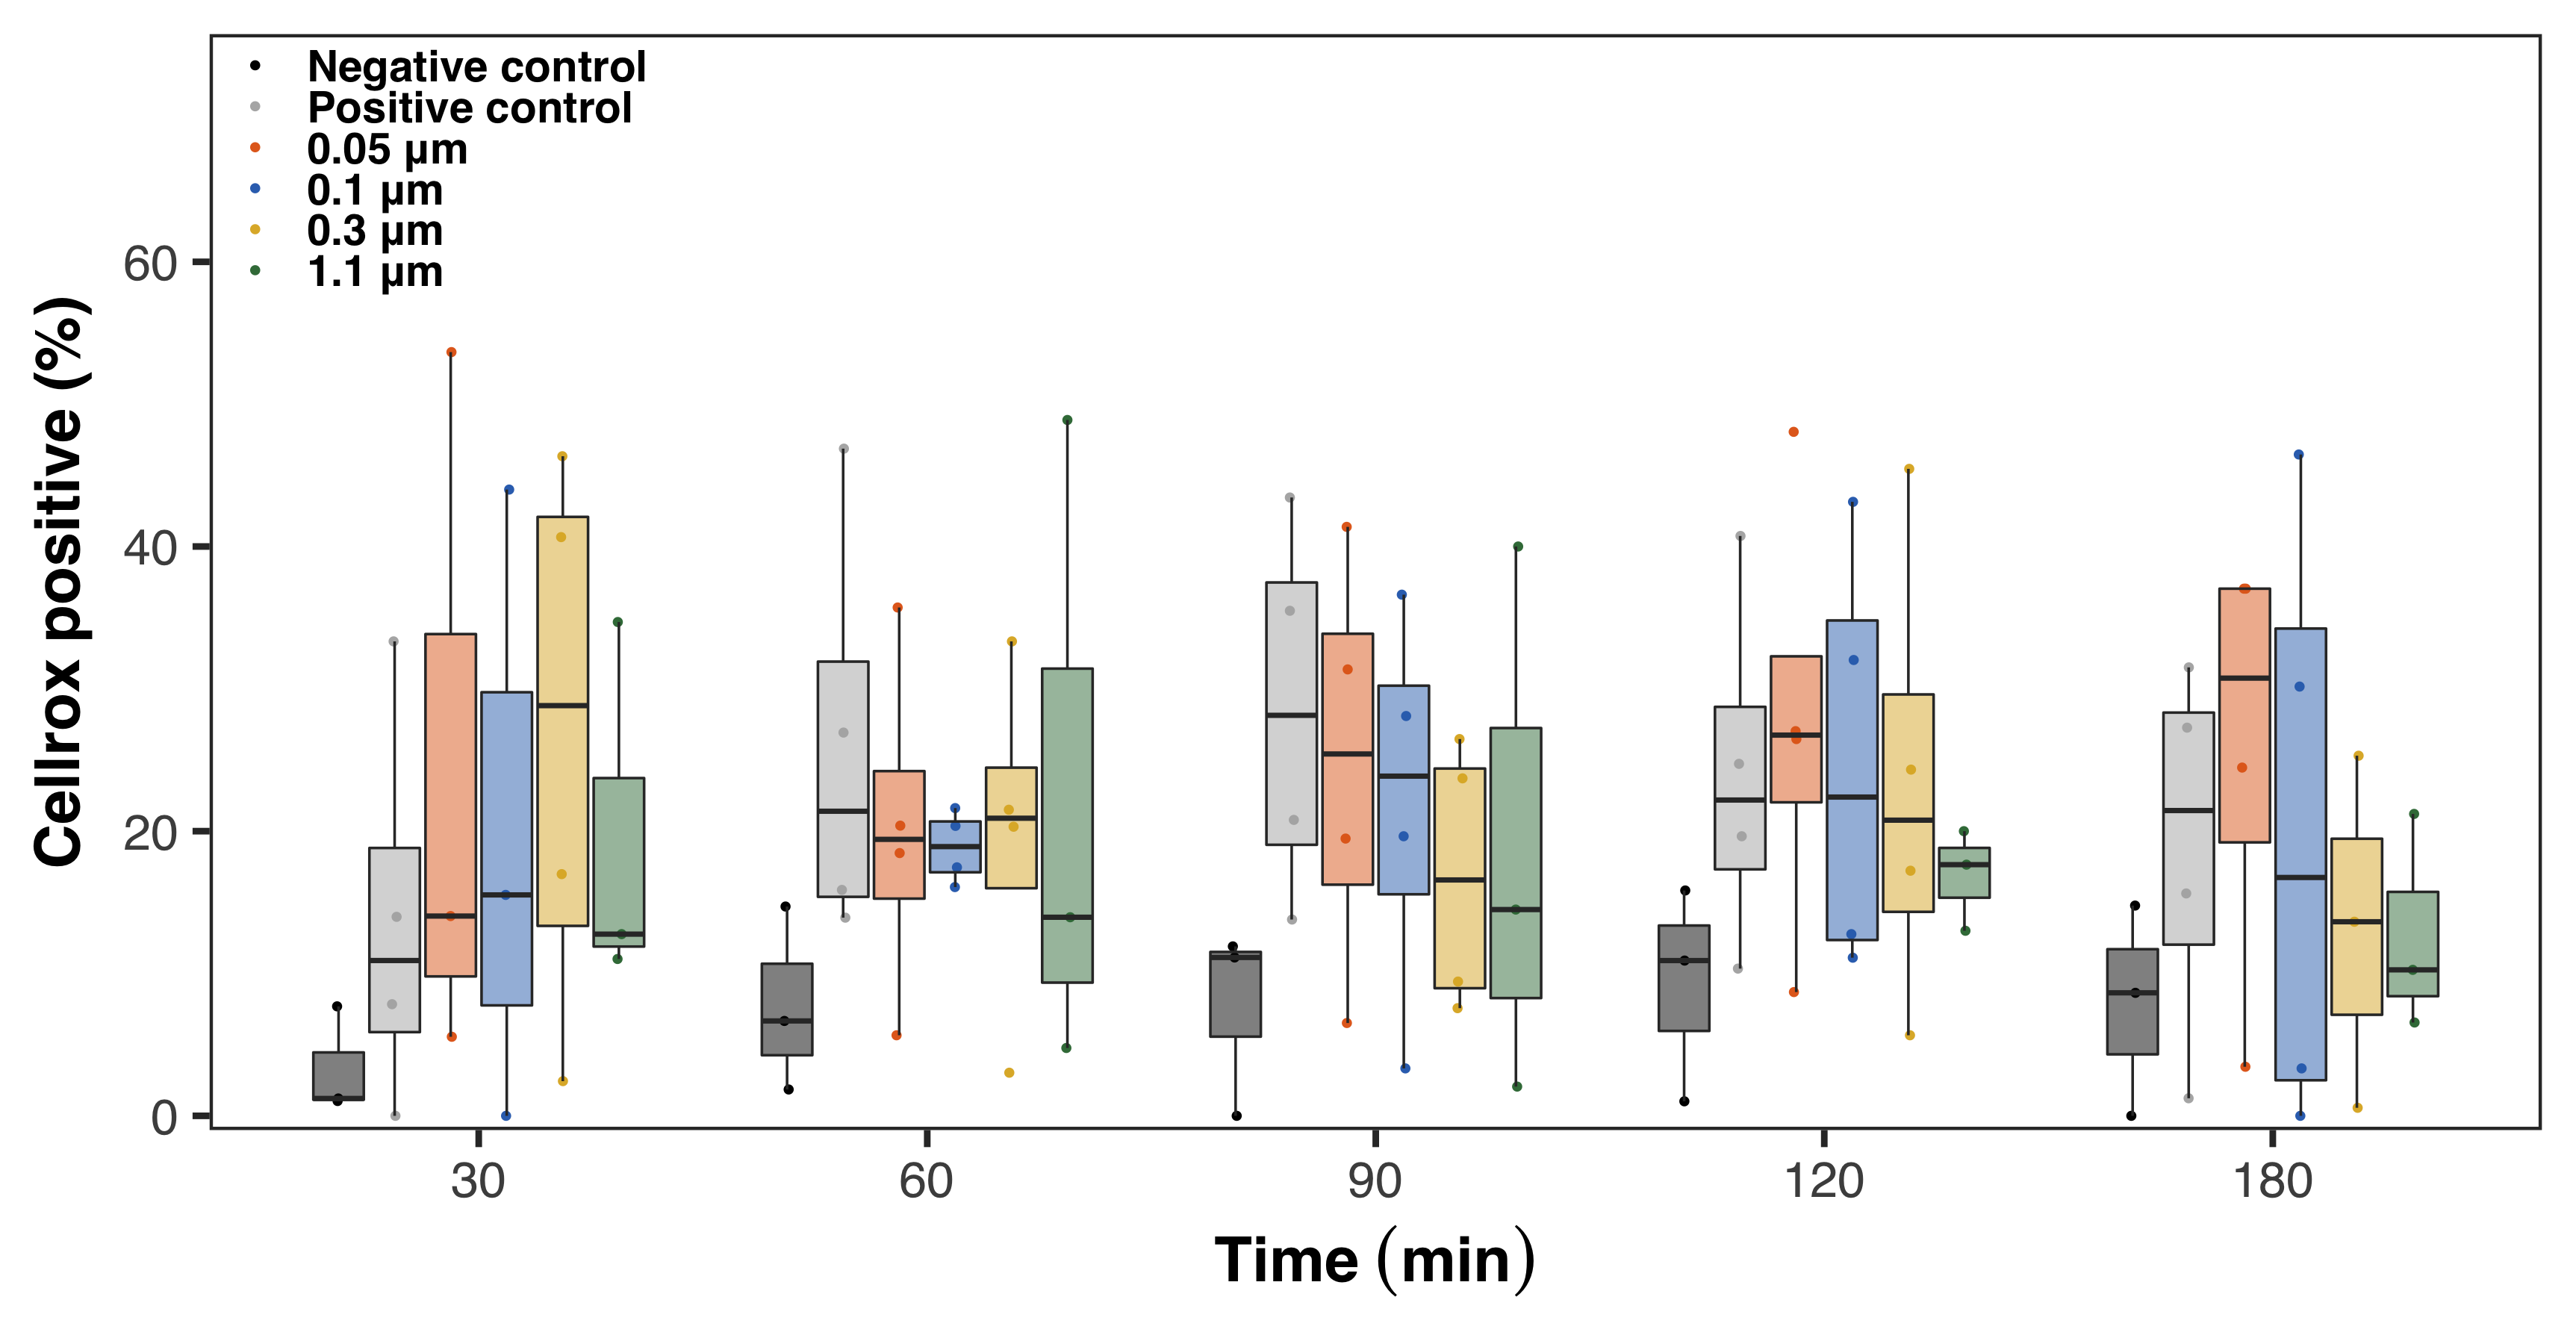 Negative control
Positive control
0.05 µm
0.1 µm
0.3 µm
1.1 µm
Cellrox positive (%)
60
40
20
0
30 60 90 120 180
Time (min)